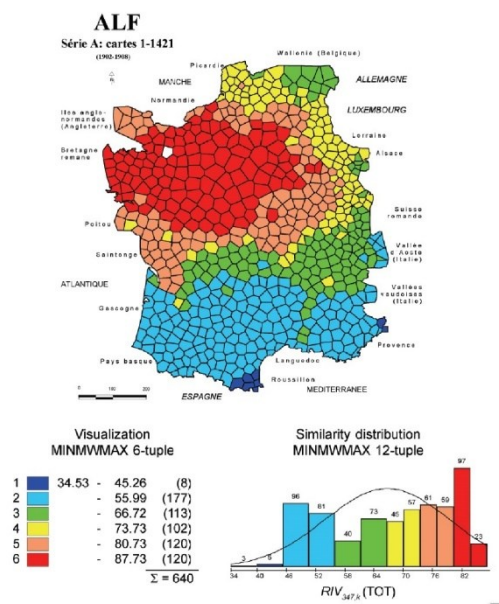 ALF
Série A: cartes 1-1421
(1902-1908)
Wallonie (Belgique)
Picardie
MANCHE
ALLEMAGNE
Normandie
LUXEMBOURG
Iles anglo-
normandes
(Angleterre)
Lorraine
Alsace
Bretagne
romane
Suisse
romande
Poitou
Vallée
d'Aoste
(Italie)
Saintonge
ATLANTIQUE
Vallées
vaudoises
(Italie)
Gascogne
Provence
Languedoc
Pays basque
Roussillon
MEDITERRANEE
ESPAGNE
0 100 200
Visualization
MINMWMAX 6-tuple
1 34.53 - 45.26 (8)
2 - 55.99 (177)
3 - 66.72 (113)
4 - 73.73 (102)
5 - 80.73 (120)
6 - 87.73 (120)
Σ = 640
Similarity distribution
MINMWMAX 12-tuple
3 5 96 81 40 73 45 57 61 59 97 23
34 40 46 52 58 64 70 76 82
RIV347,k (TOT)